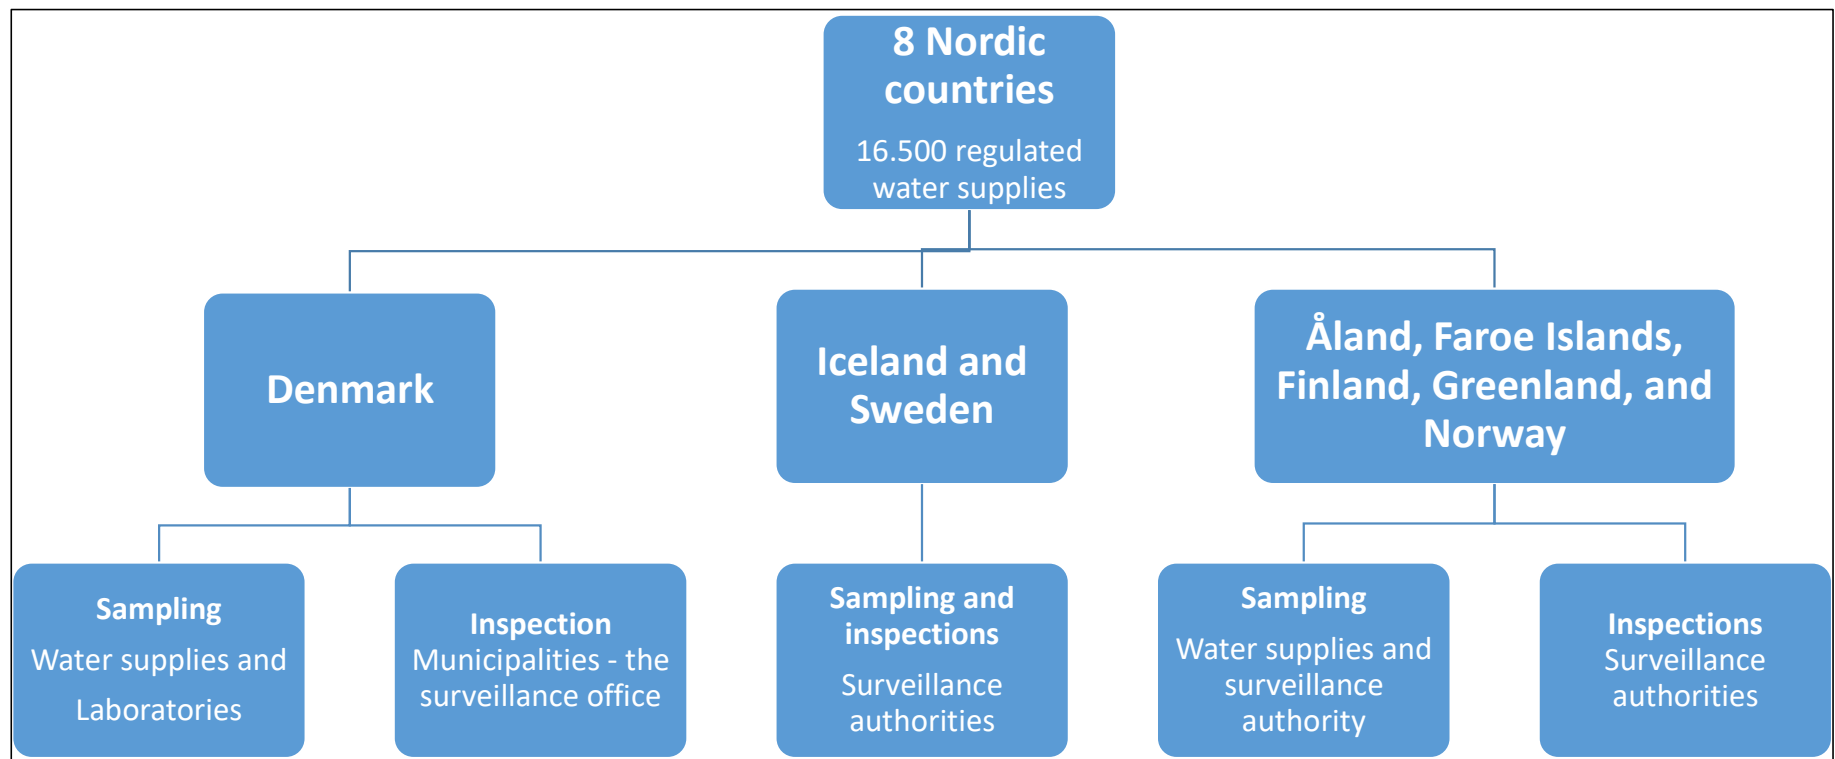 8 Nordic
countries
16.500 regulated
water supplies
Denmark
Iceland and
Sweden
Åland, Faroe Islands,
Finland, Greenland, and
Norway
Sampling
Water supplies and
Laboratories
Inspection
Municipalities - the
surveillance office
Sampling and
inspections
Surveillance
authorities
Sampling
Water supplies and
surveillance
authority
Inspections
Surveillance
authorities